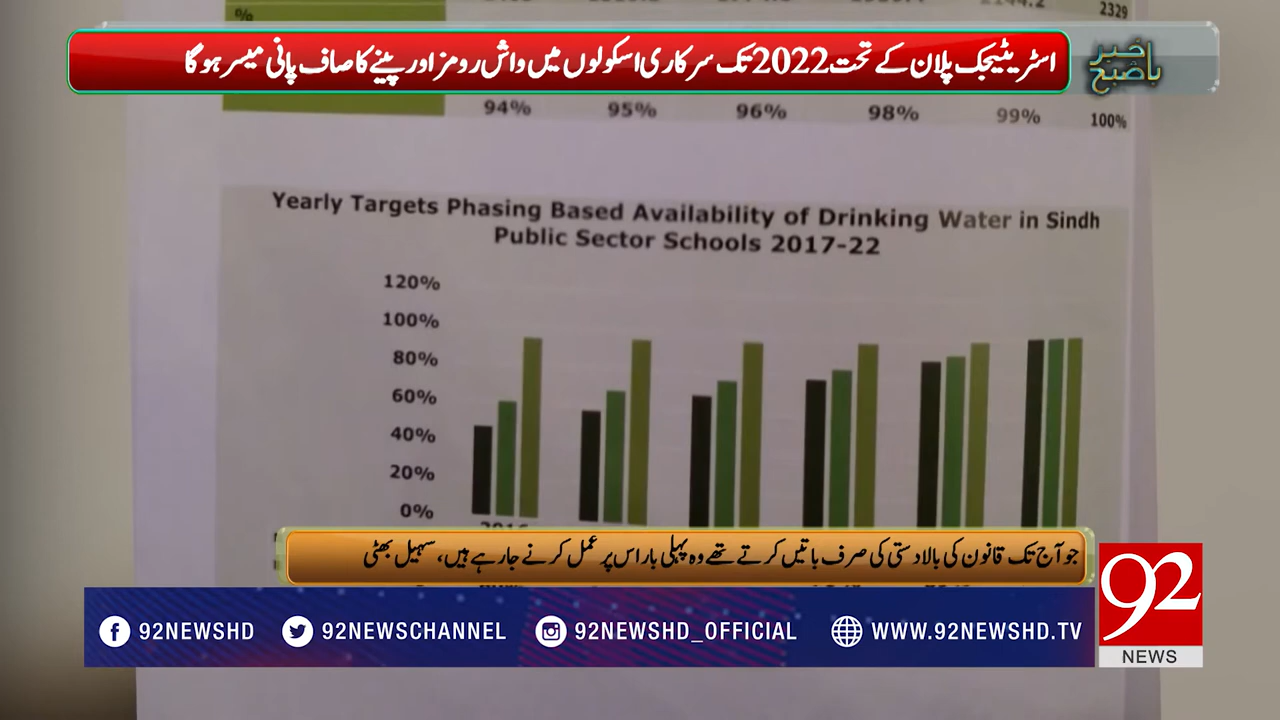 %
2329
اسٹریٹیجک پلان کے تحت 2022 تک سرکاری اسکولوں میں واش رومز اور پینے کا صاف پانی میسر ہو گا
باخبر
صبح
94% 95% 96% 98% 99% 100%
Yearly Targets Phasing Based Availability of Drinking Water in Sindh
Public Sector Schools 2017-22
120%
100%
80%
60%
40%
20%
0%
جو آج تک قانون کی بالادستی کی صرف باتیں کرتے تھے وہ پہلی بار اس پر عمل کرنے جا رہے ہیں، سہیل بھٹی
92NEWSHD 92NEWSCHANNEL 92NEWSHD_OFFICIAL WWW.92NEWSHD.TV
92
NEWS